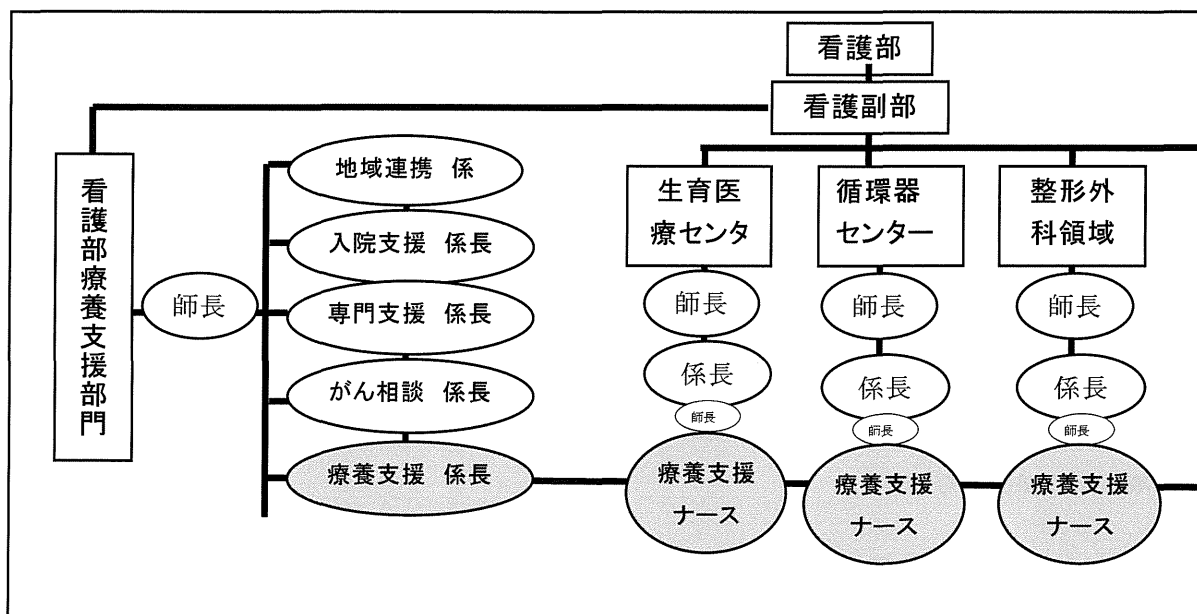 看護部
看護副部
看護部療養支援部門
師長
地域連携 係
入院支援 係長
専門支援 係長
がん相談 係長
療養支援 係長
生育医
療センタ
師長
係長
師長
療養支援
ナース
循環器
センター
師長
係長
師長
療養支援
ナース
整形外
科領域
師長
係長
師長
療養支援
ナース